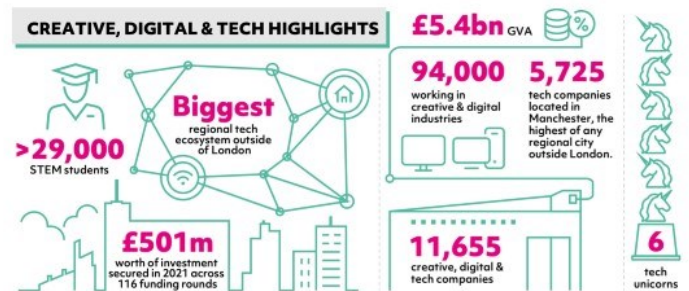 CREATIVE, DIGITAL & TECH HIGHLIGHTS
>29,000
STEM students
Biggest
regional tech
ecosystem outside
of London
£501m
worth of investment
secured in 2021 across
116 funding rounds
£5.4bn GVA
%
94,000
working in
creative & digital
industries
5,725
tech companies
located in
Manchester, the
highest of any
regional city
outside London.
11,655
creative, digital &
tech companies
6
tech
unicorns